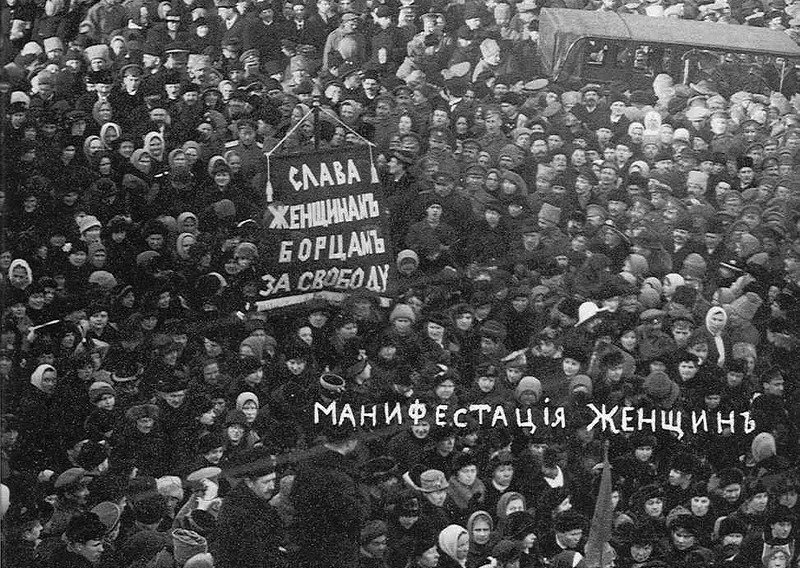 СЛАВА
ЖЕНЩИНАМЪ
БОРЦАМЪ
ЗА СВОБОДУ
МАНИФЕСТАЦІЯ ЖЕНЩИНЪ